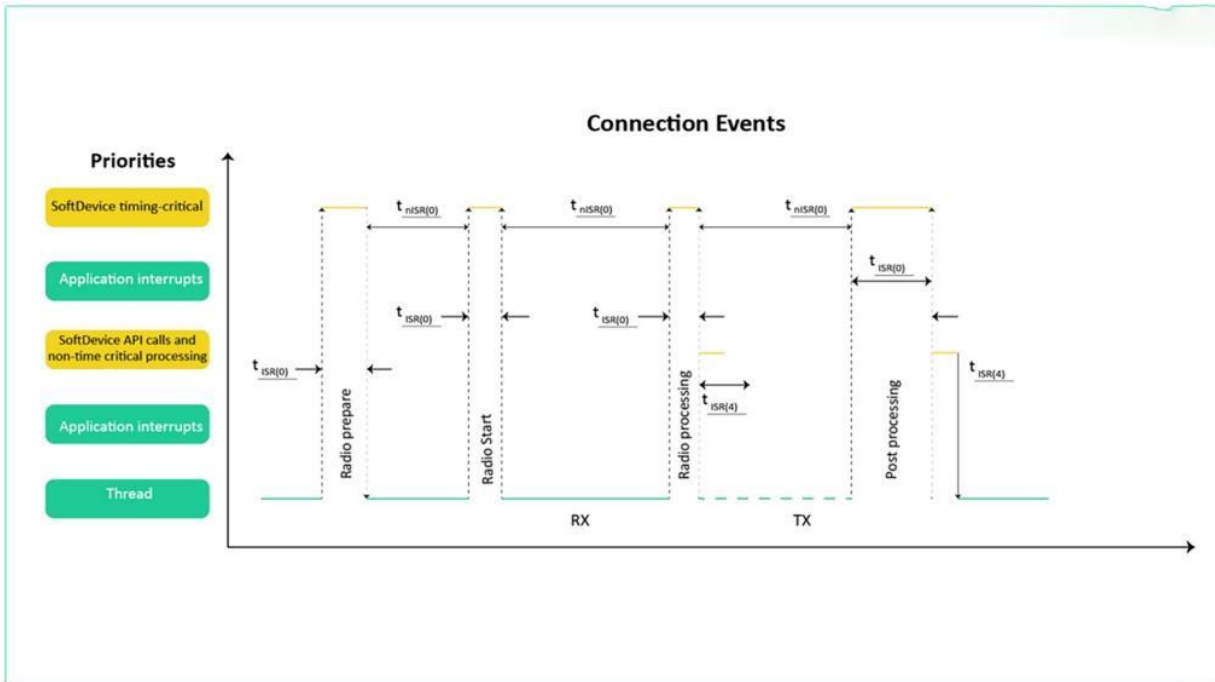 Connection Events
Priorities
SoftDevice timing-critical
Application interrupts
SoftDevice API calls and
non-time critical processing
Application interrupts
Thread
t nISR(0)
t nISR(0)
t nISR(0)
t ISR(0)
t ISR(0)
t ISR(0)
t ISR(0)
t ISR(4)
t ISR(4)
Radio prepare
Radio Start
Radio processing
Post processing
RX
TX